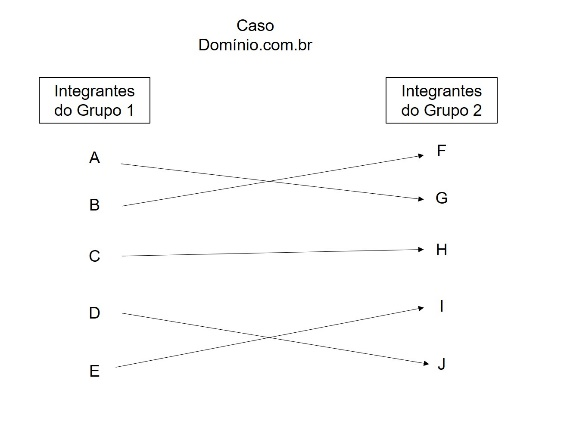 Caso
Domínio.com.br
Integrantes
do Grupo 1
Integrantes
do Grupo 2
A
F
B
G
C
H
D
I
E
J